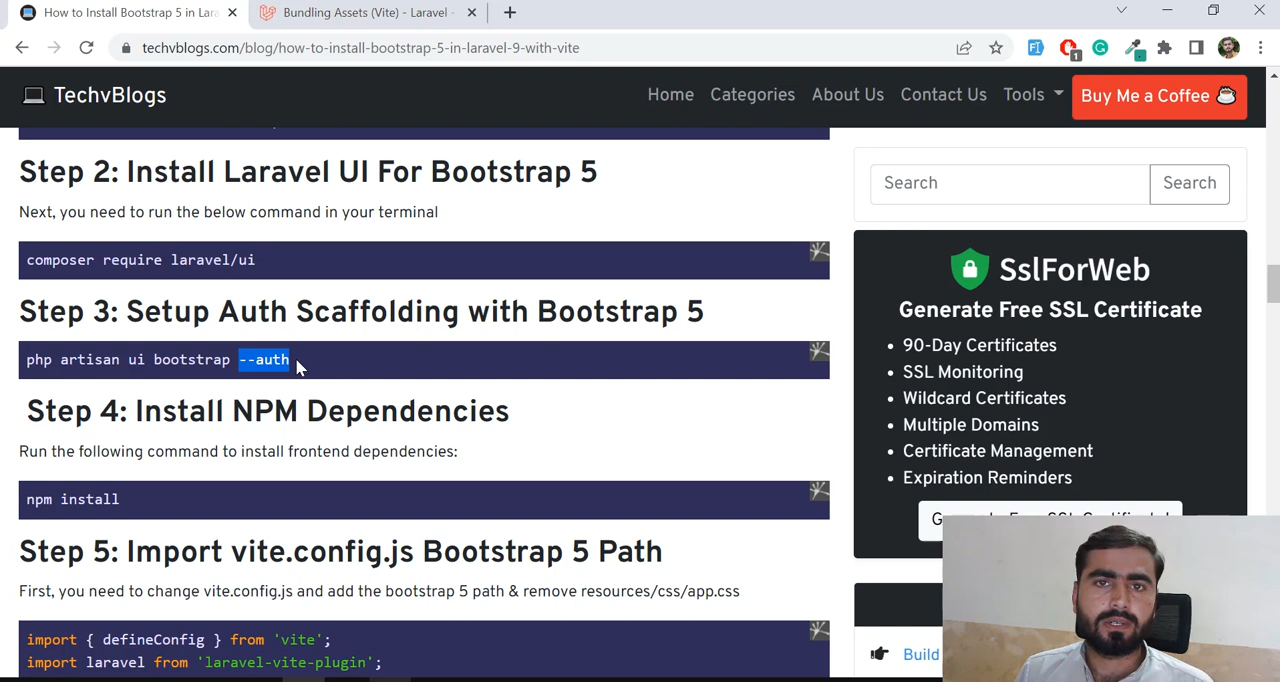 How to Install Bootstrap 5 in Lara
Bundling Assets (Vite) - Laravel -
techvblogs.com/blog/how-to-install-bootstrap-5-in-laravel-9-with-vite
1
TechvBlogs
Home
Categories
About Us
Contact Us
Tools
Buy Me a Coffee
Step 2: Install Laravel UI For Bootstrap 5
Next, you need to run the below command in your terminal
composer require laravel/ui
Step 3: Setup Auth Scaffolding with Bootstrap 5
php artisan ui bootstrap --auth
Step 4: Install NPM Dependencies
Run the following command to install frontend dependencies:
npm install
Step 5: Import vite.config.js Bootstrap 5 Path
First, you need to change vite.config.js and add the bootstrap 5 path & remove resources/css/app.css
import { defineConfig } from 'vite';
import laravel from 'laravel-vite-plugin';
Search
Search
SslForWeb
Generate Free SSL Certificate
90-Day Certificates
SSL Monitoring
Wildcard Certificates
Multiple Domains
Certificate Management
Expiration Reminders
Build